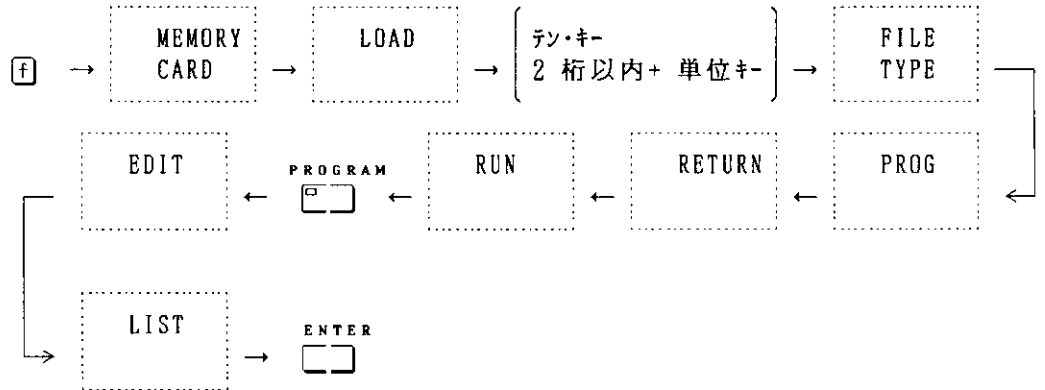 f → MEMORY CARD → LOAD → テン・キー 2 桁以内+ 単位キー → FILE TYPE
PROG ← RETURN ← RUN ← PROGRAM ← EDIT
LIST → ENTER